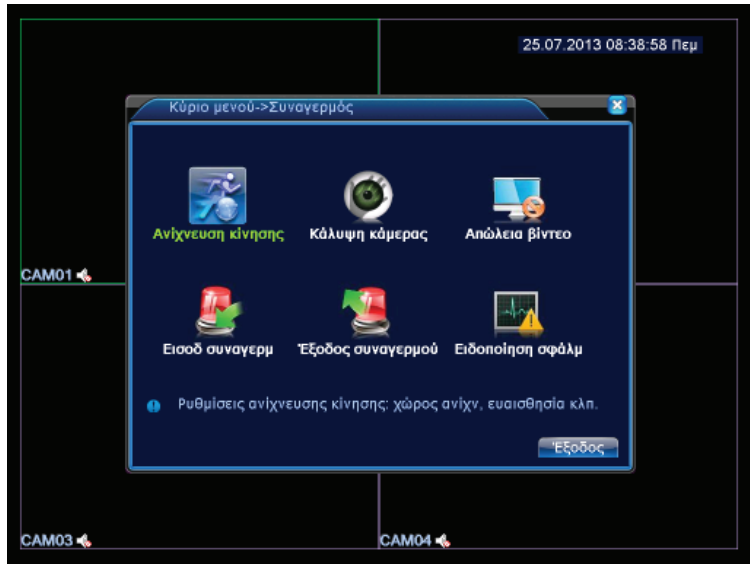 25.07.2013 08:38:58 Πεμ
Κύριο μενού->Συναγερμός
Ανίχνευση κίνησης Κάλυψη κάμερας Απώλεια βίντεο
CAM01
Εισοδ συναγερμ Έξοδος συναγερμού Ειδοποίηση σφάλμ
Ρυθμίσεις ανίχνευσης κίνησης: χώρος ανίχν, ευαισθησία κλπ.
Έξοδος
CAM03 CAM04